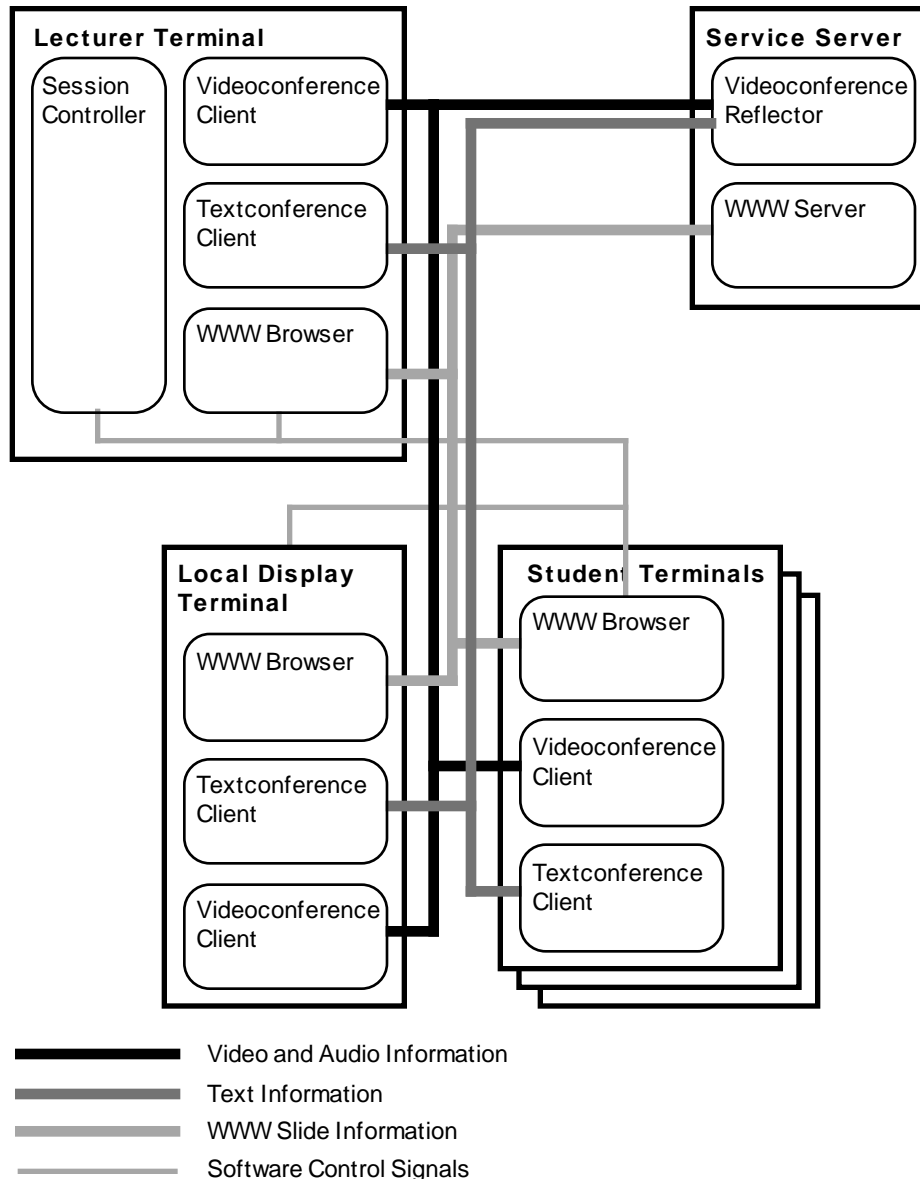 Lecturer Terminal
Session
Controller
Videoconference
Client
Textconference
Client
WWW Browser
Service Server
Videoconference
Reflector
WWW Server
Local Display
Terminal
WWW Browser
Textconference
Client
Videoconference
Client
Student Terminals
WWW Browser
Videoconference
Client
Textconference
Client
Video and Audio Information
Text Information
WWW Slide Information
Software Control Signals